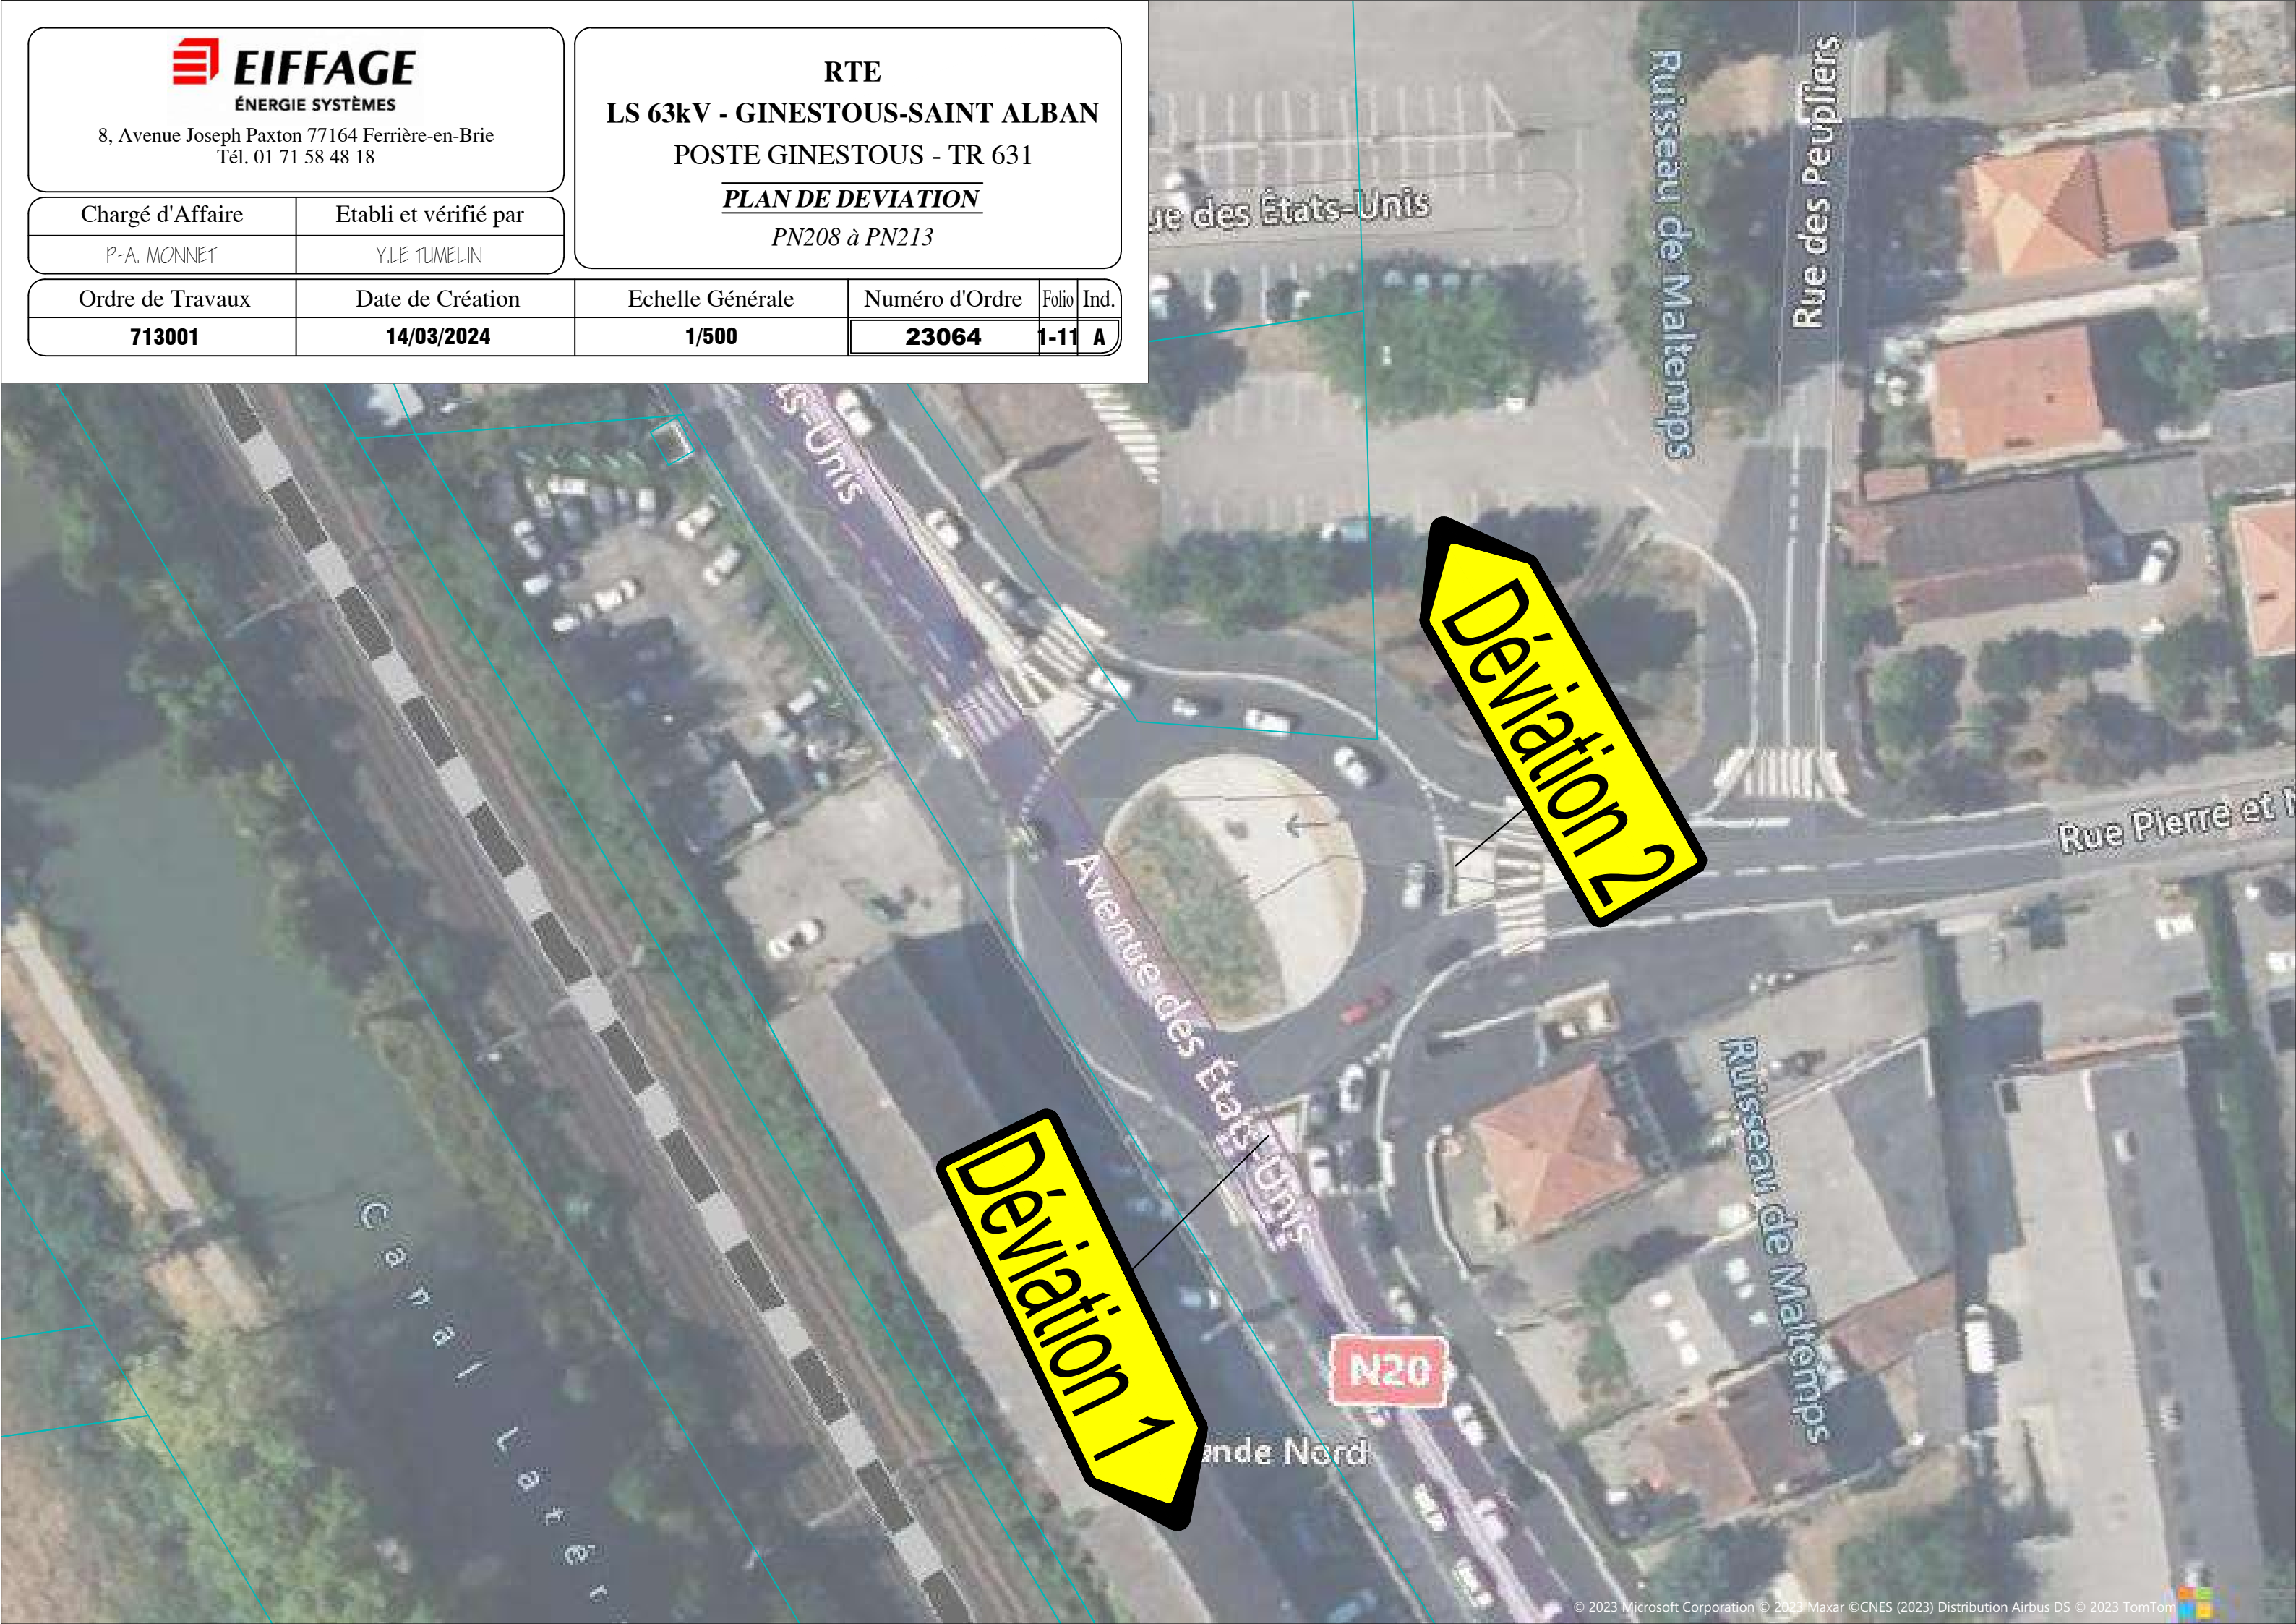 EIFFAGE
ÉNERGIE SYSTÈMES
8, Avenue Joseph Paxton 77164 Ferrière-en-Brie
Tél. 01 71 58 48 18
Chargé d'Affaire
Etabli et vérifié par
P-A. MONNET
Y.LE TUMELIN
RTE
LS 63kV - GINESTOUS-SAINT ALBAN
POSTE GINESTOUS - TR 631
PLAN DE DEVIATION
PN208 à PN213
Ordre de Travaux
Date de Création
Echelle Générale
Numéro d'Ordre
Folio
Ind.
713001
14/03/2024
1/500
23064
1-11
A
ue des États-Unis
Ruisseau de Maltemps
Rue des Peupliers
ts-Unis
Déviation 2
Rue Pierre et
Avenue des États-Unis
Ruisseau de Maltemps
Déviation 1
N20
ande Nord
Canal Latér
© 2023 Microsoft Corporation © 2023 Maxar ©CNES (2023) Distribution Airbus DS © 2023 TomTom